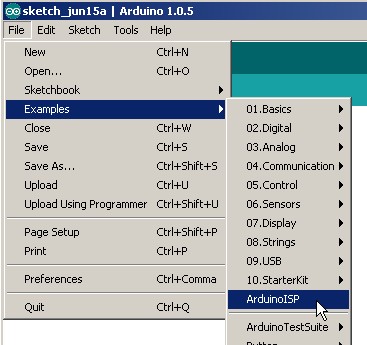 sketch_jun15a | Arduino 1.0.5
File Edit Sketch Tools Help
New Ctrl+N
Open... Ctrl+O
Sketchbook
Examples
Close Ctrl+W
Save Ctrl+S
Save As... Ctrl+Shift+S
Upload Ctrl+U
Upload Using Programmer Ctrl+Shift+U
Page Setup Ctrl+Shift+P
Print Ctrl+P
Preferences Ctrl+Comma
Quit Ctrl+Q
01.Basics
02.Digital
03.Analog
04.Communication
05.Control
06.Sensors
07.Display
08.Strings
09.USB
10.StarterKit
ArduinoISP
ArduinoTestSuite
Button